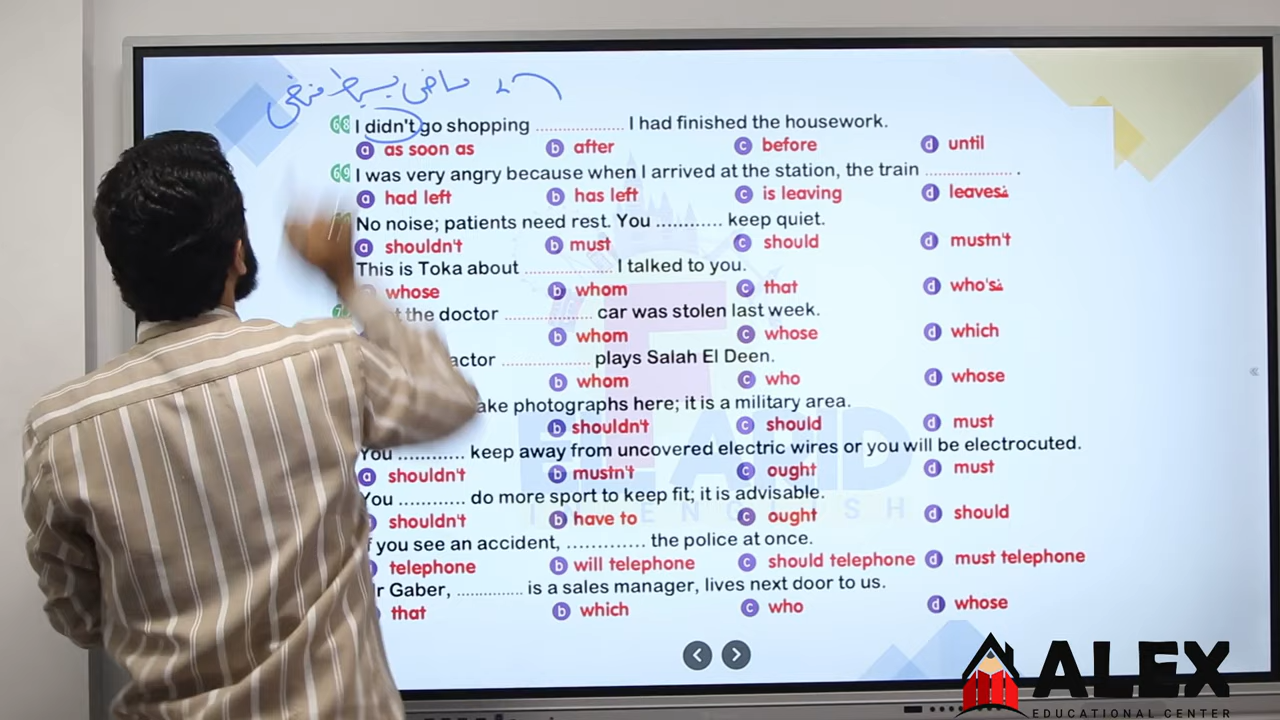 ماضى بسيط منفى
68 I didn't go shopping .................... I had finished the housework.
a as soon as b after c before d until
69 I was very angry because when I arrived at the station, the train .................... .
a had left b has left c is leaving d leaves
No noise; patients need rest. You ............ keep quiet.
a shouldn't b must c should d mustn't
This is Toka about .................... I talked to you.
whose b whom c that d who's
the doctor .................... car was stolen last week.
b whom c whose d which
actor .................... plays Salah El Deen.
b whom c who d whose
ake photographs here; it is a military area.
b shouldn't c should d must
You ............ keep away from uncovered electric wires or you will be electrocuted.
a shouldn't b mustn't c ought d must
You ............ do more sport to keep fit; it is advisable.
shouldn't b have to c ought d should
f you see an accident, ............. the police at once.
telephone b will telephone c should telephone d must telephone
r Gaber, ............... is a sales manager, lives next door to us.
that b which c who d whose
ALEX
EDUCATIONAL CENTER